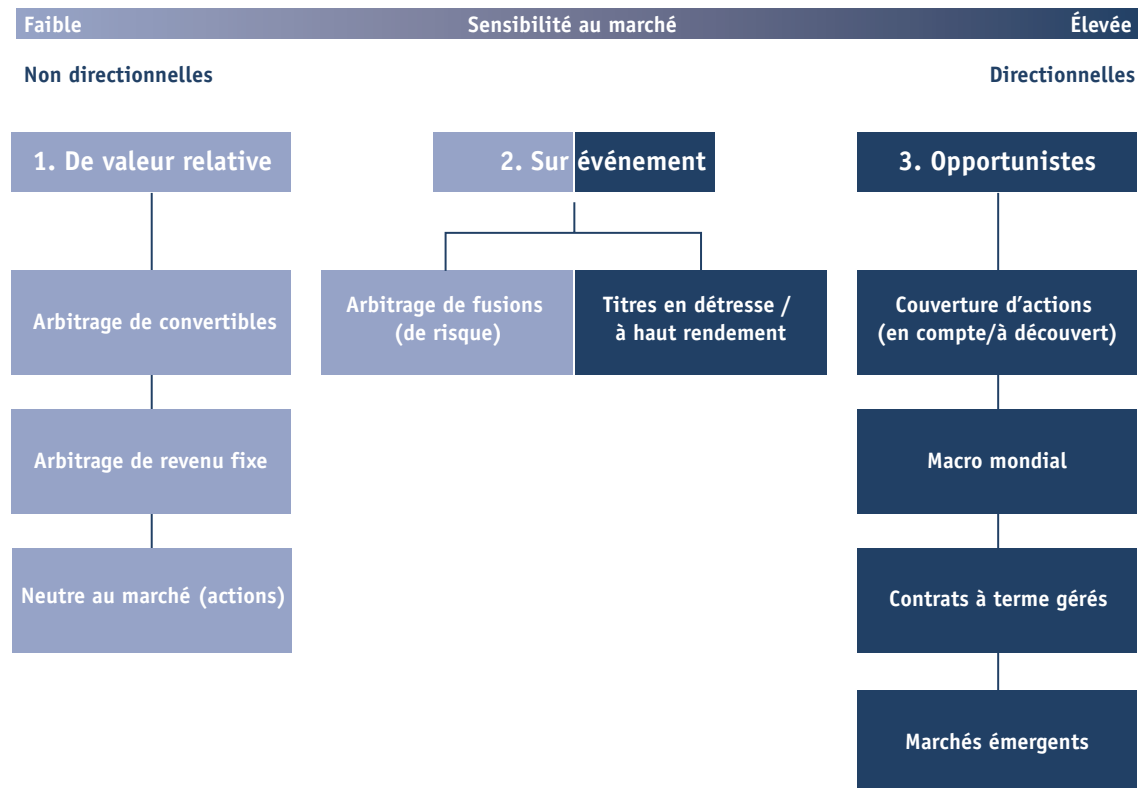 Faible Sensibilité au marché Élevée
Non directionnelles Directionnelles
1. De valeur relative
2. Sur événement
3. Opportunistes
Arbitrage de convertibles
Arbitrage de fusions
(de risque)
Titres en détresse /
à haut rendement
Couverture d'actions
(en compte/à découvert)
Arbitrage de revenu fixe
Macro mondial
Neutre au marché (actions)
Contrats à terme gérés
Marchés émergents